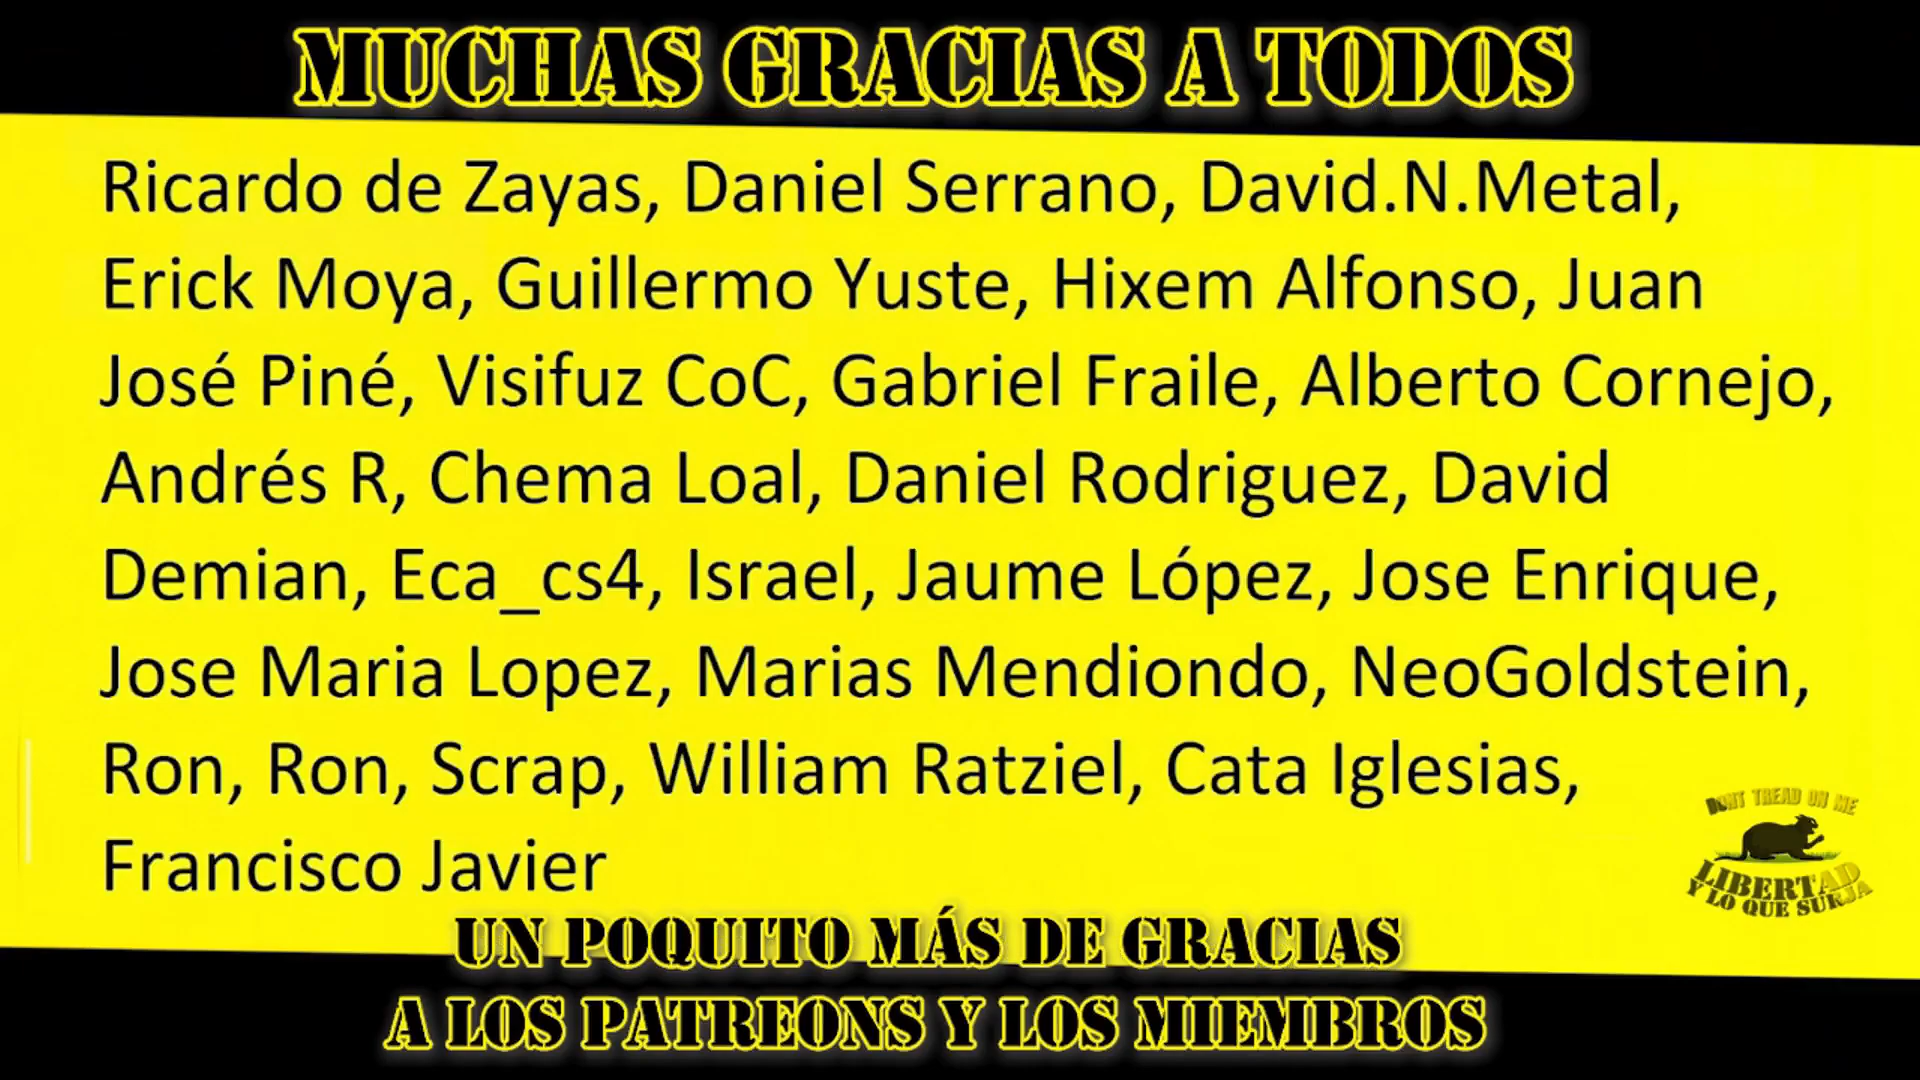 MUCHAS GRACIAS A TODOS
Ricardo de Zayas, Daniel Serrano, David.N.Metal,
Erick Moya, Guillermo Yuste, Hixem Alfonso, Juan
José Piné, Visifuz CoC, Gabriel Fraile, Alberto Cornejo,
Andrés R, Chema Loal, Daniel Rodriguez, David
Demian, Eca_cs4, Israel, Jaume López, Jose Enrique,
Jose Maria Lopez, Marias Mendiondo, NeoGoldstein,
Ron, Ron, Scrap, William Ratziel, Cata Iglesias,
Francisco Javier
DONT TREAD ON ME
LIBERTAD
Y LO QUE SURJA
UN POQUITO MÁS DE GRACIAS
A LOS PATREONS Y LOS MIEMBROS